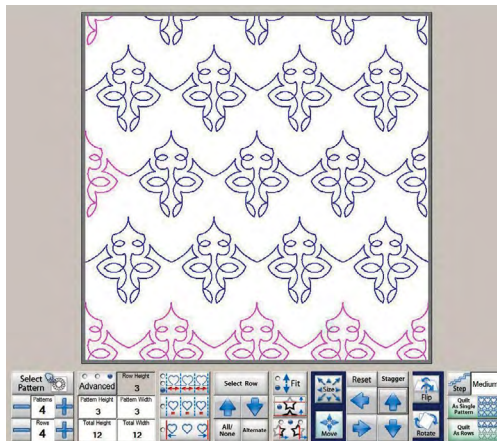 Select Pattern
Patterns
4
Rows
4
Advanced
Row Height
3
Pattern Height
3
Pattern Width
3
Total Height
12
Total Width
12
Select Row
All/None
Alternate
Fit
Size
Move
Reset
Stagger
Flip
Rotate
Step
Medium
Quilt As Single Pattern
Quilt As Rows